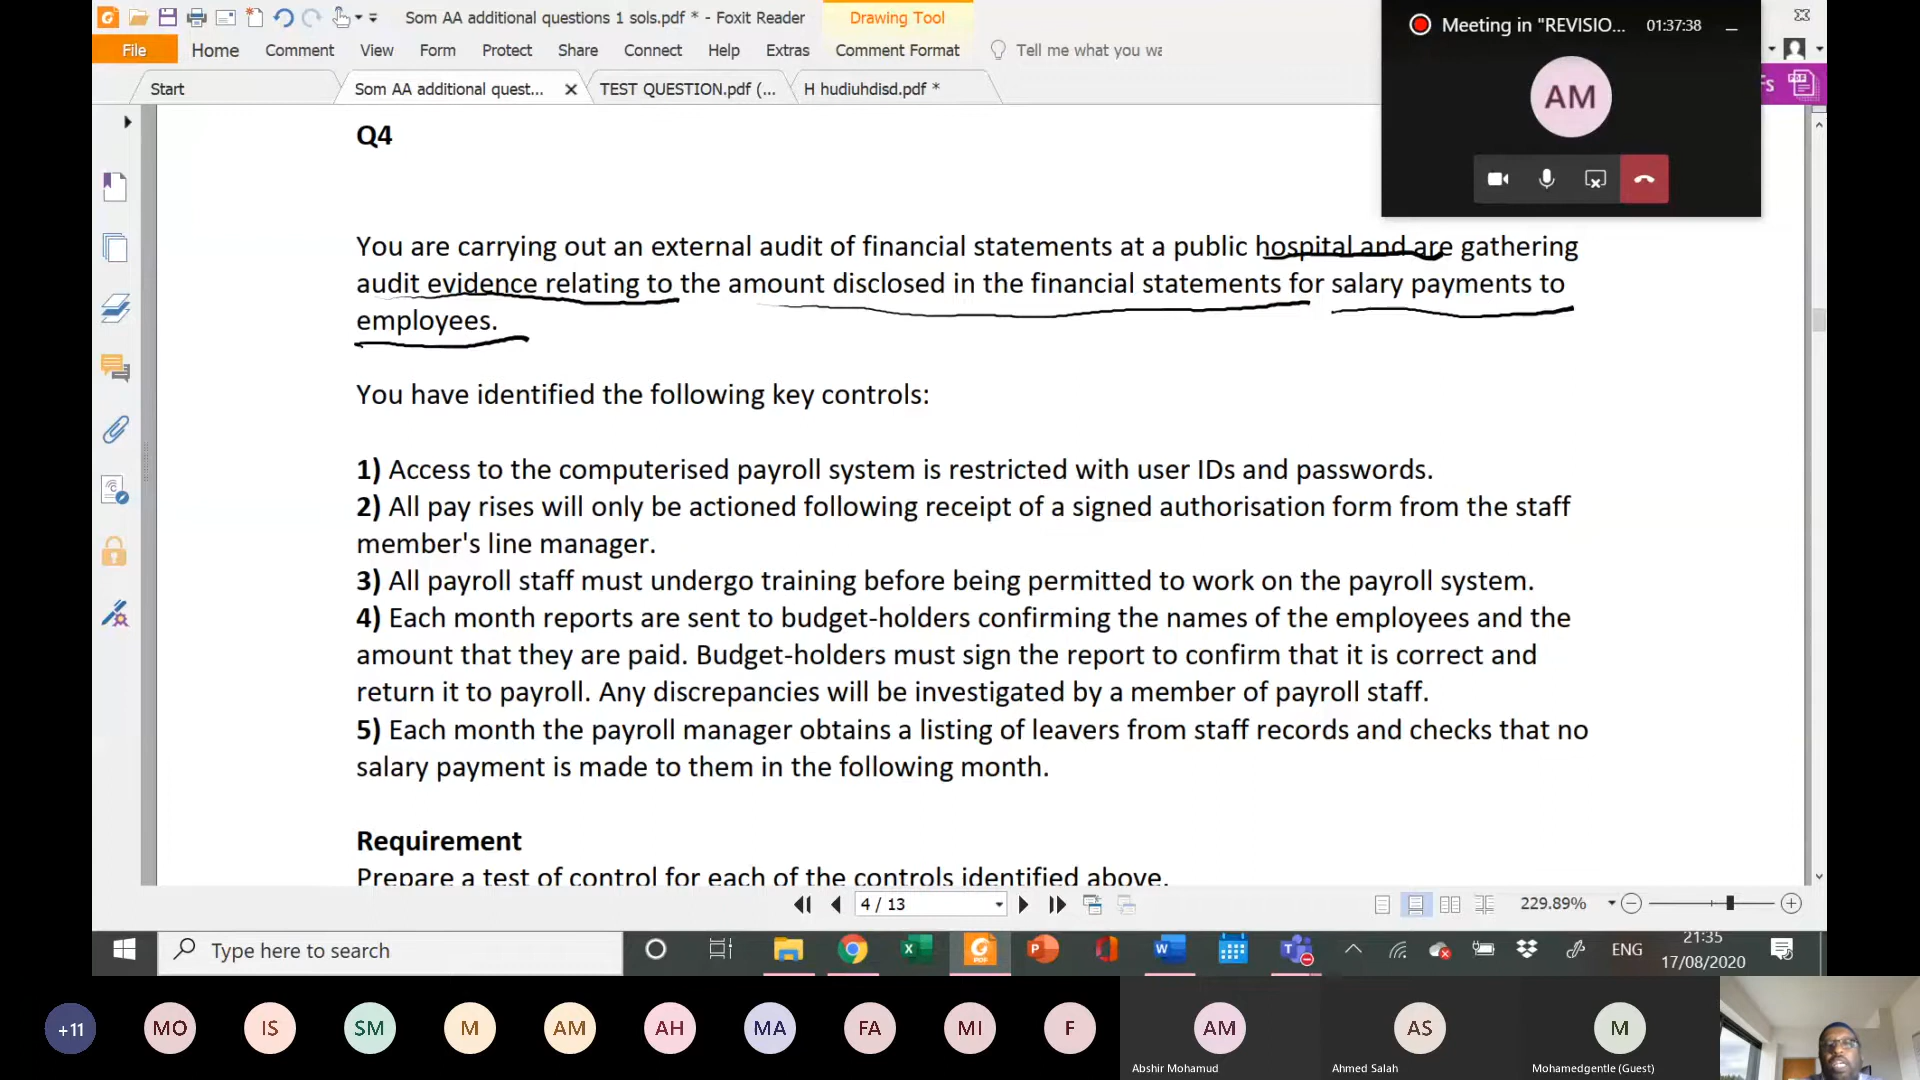 Som AA additional questions 1 sols.pdf * - Foxit Reader
Drawing Tool
File
Home
Comment
View
Form
Protect
Share
Connect
Help
Extras
Comment Format
Tell me what you wa
Start
Som AA additional quest...
TEST QUESTION.pdf (...
H hudiuhdisd.pdf *
Meeting in "REVISIO...
01:37:38
AM
Fs
Q4
You are carrying out an external audit of financial statements at a public hospital and are gathering
audit evidence relating to the amount disclosed in the financial statements for salary payments to
employees.
You have identified the following key controls:
1) Access to the computerised payroll system is restricted with user IDs and passwords.
2) All pay rises will only be actioned following receipt of a signed authorisation form from the staff
member's line manager.
3) All payroll staff must undergo training before being permitted to work on the payroll system.
4) Each month reports are sent to budget-holders confirming the names of the employees and the
amount that they are paid. Budget-holders must sign the report to confirm that it is correct and
return it to payroll. Any discrepancies will be investigated by a member of payroll staff.
5) Each month the payroll manager obtains a listing of leavers from staff records and checks that no
salary payment is made to them in the following month.
Requirement
Prepare a test of control for each of the controls identified above.
4 / 13
229.89%
Type here to search
ENG
21:35
17/08/2020
+11
MO
IS
SM
M
AM
AH
MA
FA
MI
F
AM
AS
M
Abshir Mohamud
Ahmed Salah
Mohamedgentle (Guest)